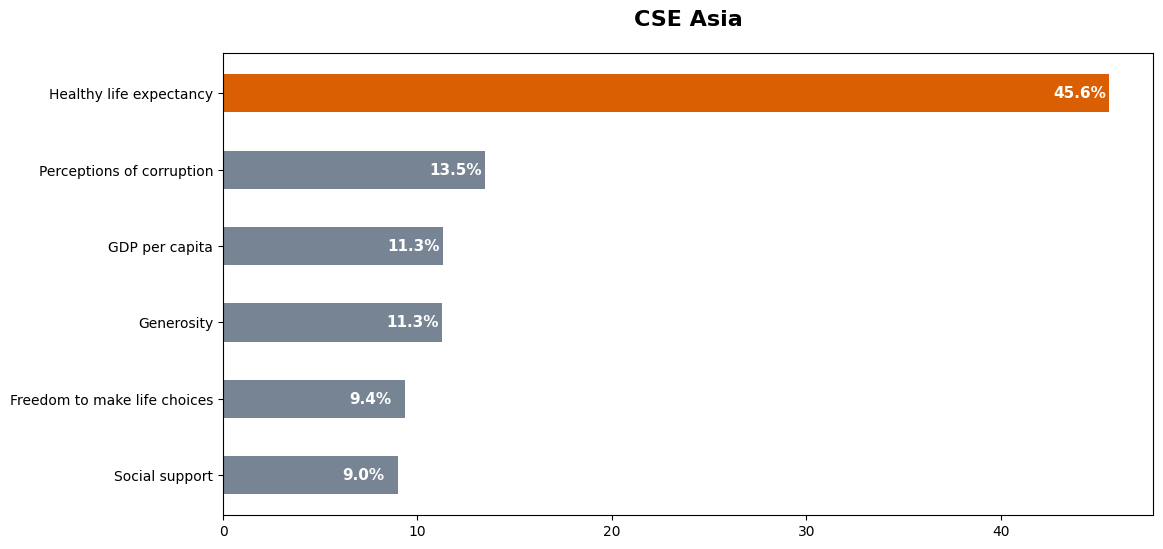 CSE Asia
Healthy life expectancy 45.6%
Perceptions of corruption 13.5%
GDP per capita 11.3%
Generosity 11.3%
Freedom to make life choices 9.4%
Social support 9.0%
0 10 20 30 40